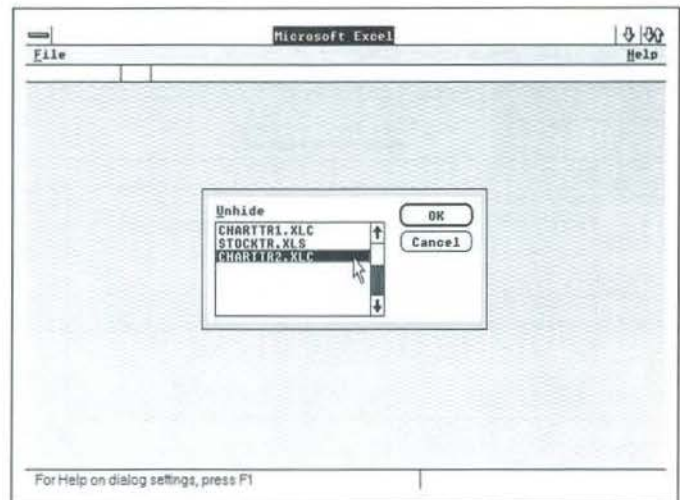 Microsoft Excel
File Help
Unhide
CHARTTR1.XLC
STOCKTR.XLS
CHARTTR2.XLC
OK
Cancel
For Help on dialog settings, press F1